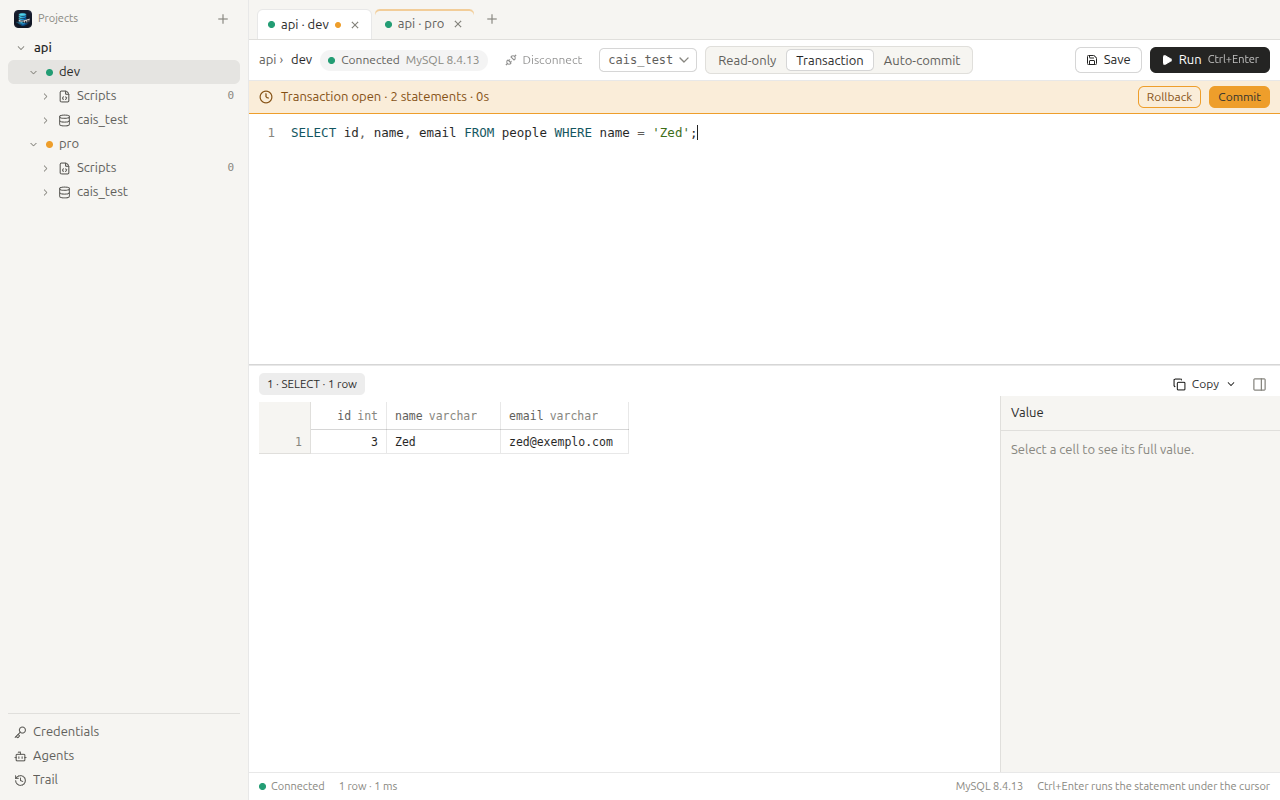 Projects
api
dev
Scripts 0
cais_test
pro
Scripts 0
cais_test
Credentials
Agents
Trail
api · dev
api · pro
api › dev Connected MySQL 8.4.13 Disconnect cais_test Read-only Transaction Auto-commit Save Run Ctrl+Enter
Transaction open · 2 statements · 0s Rollback Commit
1 SELECT id, name, email FROM people WHERE name = 'Zed';
1 · SELECT · 1 row Copy
id int name varchar email varchar
1 3 Zed zed@exemplo.com
Value
Select a cell to see its full value.
Connected 1 row · 1 ms MySQL 8.4.13 Ctrl+Enter runs the statement under the cursor